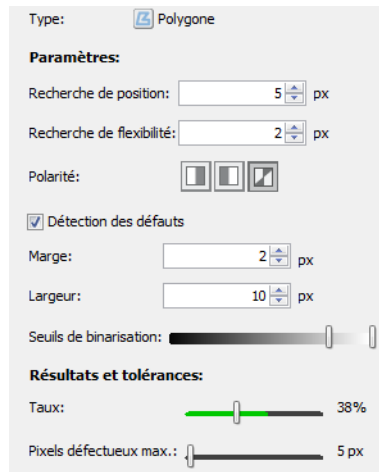 Type: Polygone
Paramètres:
Recherche de position: 5 px
Recherche de flexibilité: 2 px
Polarité:
Détection des défauts
Marge: 2 px
Largeur: 10 px
Seuils de binarisation:
Résultats et tolérances:
Taux: 38%
Pixels défectueux max.: 5 px